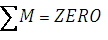 ∑M = ZERO